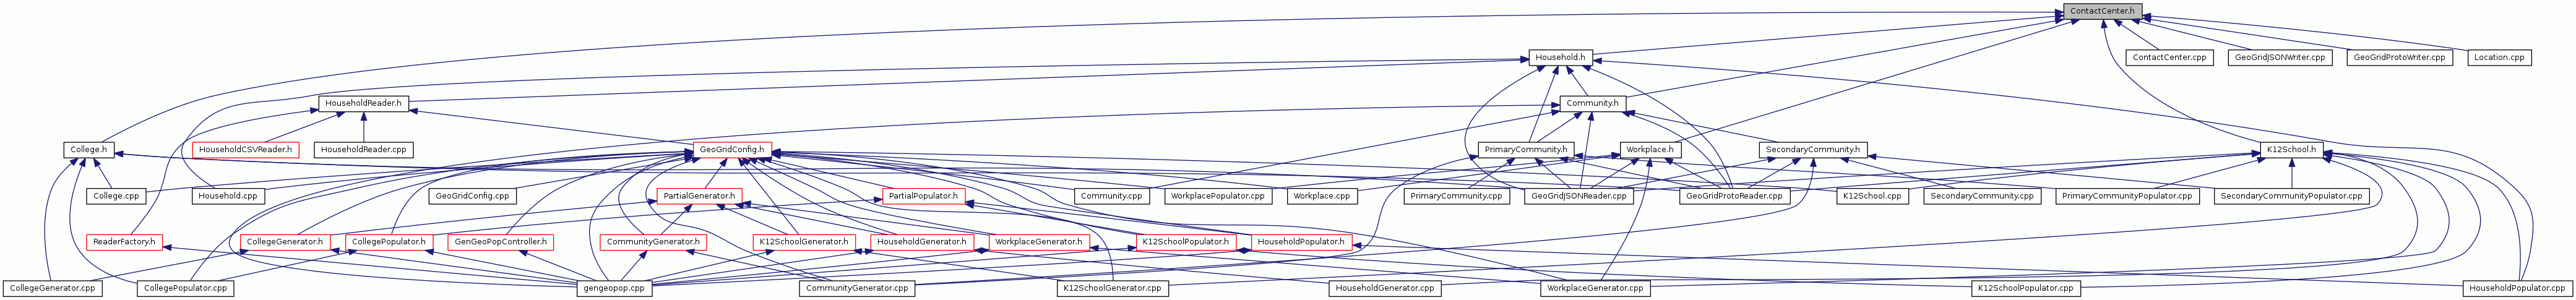 ContactCenter.h
Household.h
ContactCenter.cpp
GeoGridJSONWriter.cpp
GeoGridProtoWriter.cpp
Location.cpp
HouseholdReader.h
Community.h
College.h
HouseholdCSVReader.h
HouseholdReader.cpp
GeoGridConfig.h
PrimaryCommunity.h
Workplace.h
SecondaryCommunity.h
K12School.h
College.cpp
Household.cpp
GeoGridConfig.cpp
PartialGenerator.h
PartialPopulator.h
Community.cpp
WorkplacePopulator.cpp
Workplace.cpp
PrimaryCommunity.cpp
GeoGridJSONReader.cpp
GeoGridProtoReader.cpp
K12School.cpp
SecondaryCommunity.cpp
PrimaryCommunityPopulator.cpp
SecondaryCommunityPopulator.cpp
ReaderFactory.h
CollegeGenerator.h
CollegePopulator.h
GenGeoPopController.h
CommunityGenerator.h
K12SchoolGenerator.h
HouseholdGenerator.h
WorkplaceGenerator.h
K12SchoolPopulator.h
HouseholdPopulator.h
CollegeGenerator.cpp
CollegePopulator.cpp
gengeopop.cpp
CommunityGenerator.cpp
K12SchoolGenerator.cpp
HouseholdGenerator.cpp
WorkplaceGenerator.cpp
K12SchoolPopulator.cpp
HouseholdPopulator.cpp